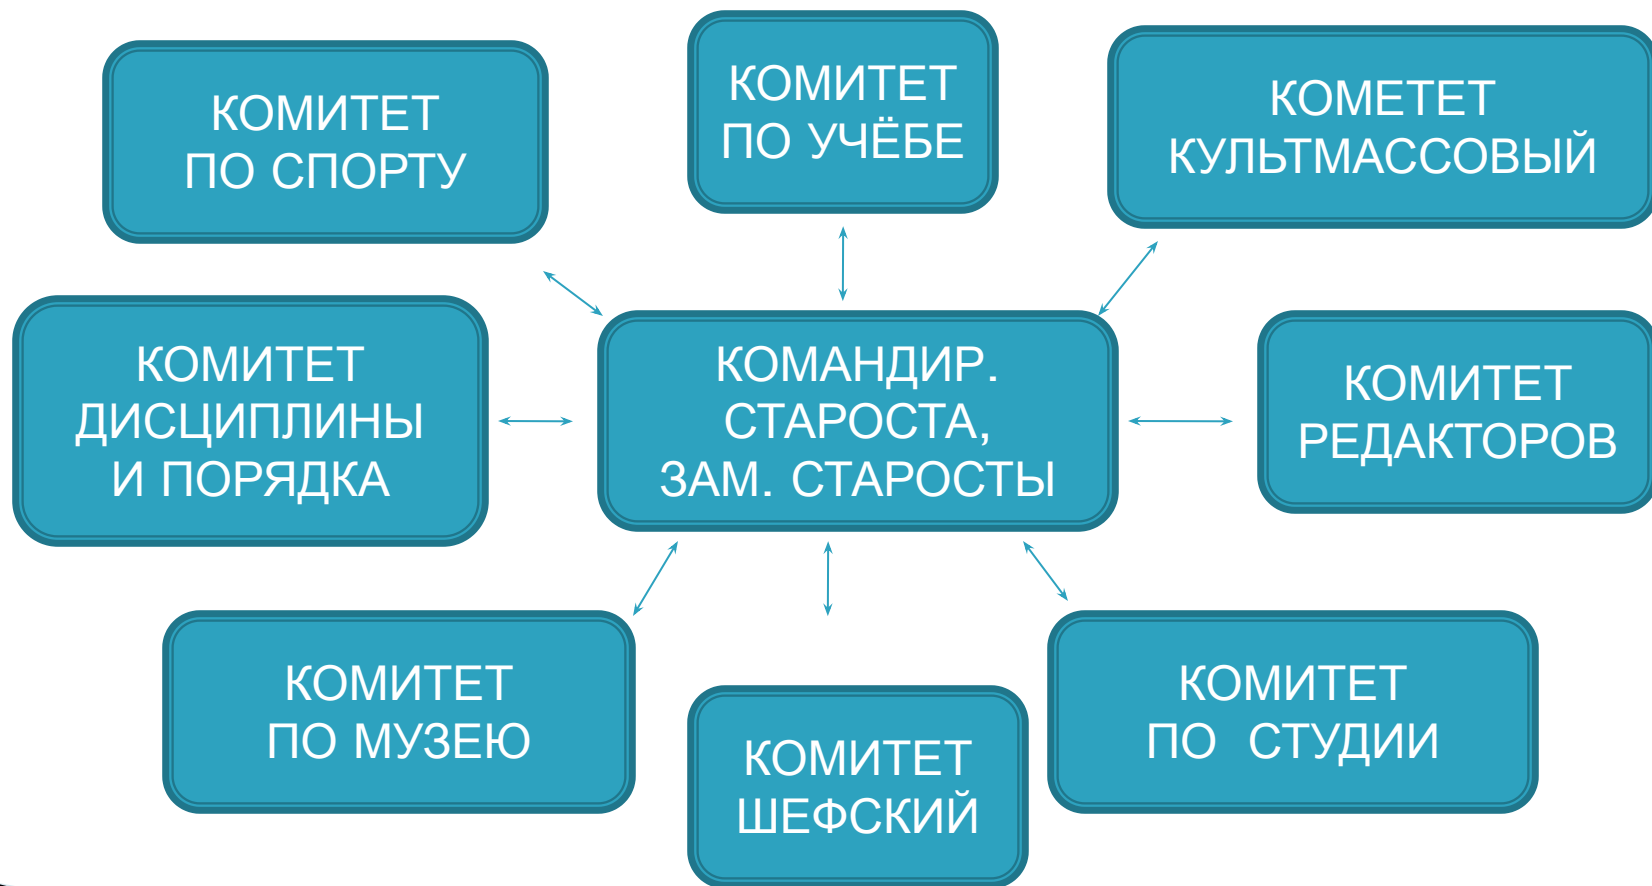 КОМИТЕТ
ПО СПОРТУ
КОМИТЕТ
ПО УЧЁБЕ
КОМЕТЕТ
КУЛЬТМАССОВЫЙ
КОМИТЕТ
ДИСЦИПЛИНЫ
И ПОРЯДКА
КОМАНДИР.
СТАРОСТА,
ЗАМ. СТАРОСТЫ
КОМИТЕТ
РЕДАКТОРОВ
КОМИТЕТ
ПО МУЗЕЮ
КОМИТЕТ
ШЕФСКИЙ
КОМИТЕТ
ПО СТУДИИ